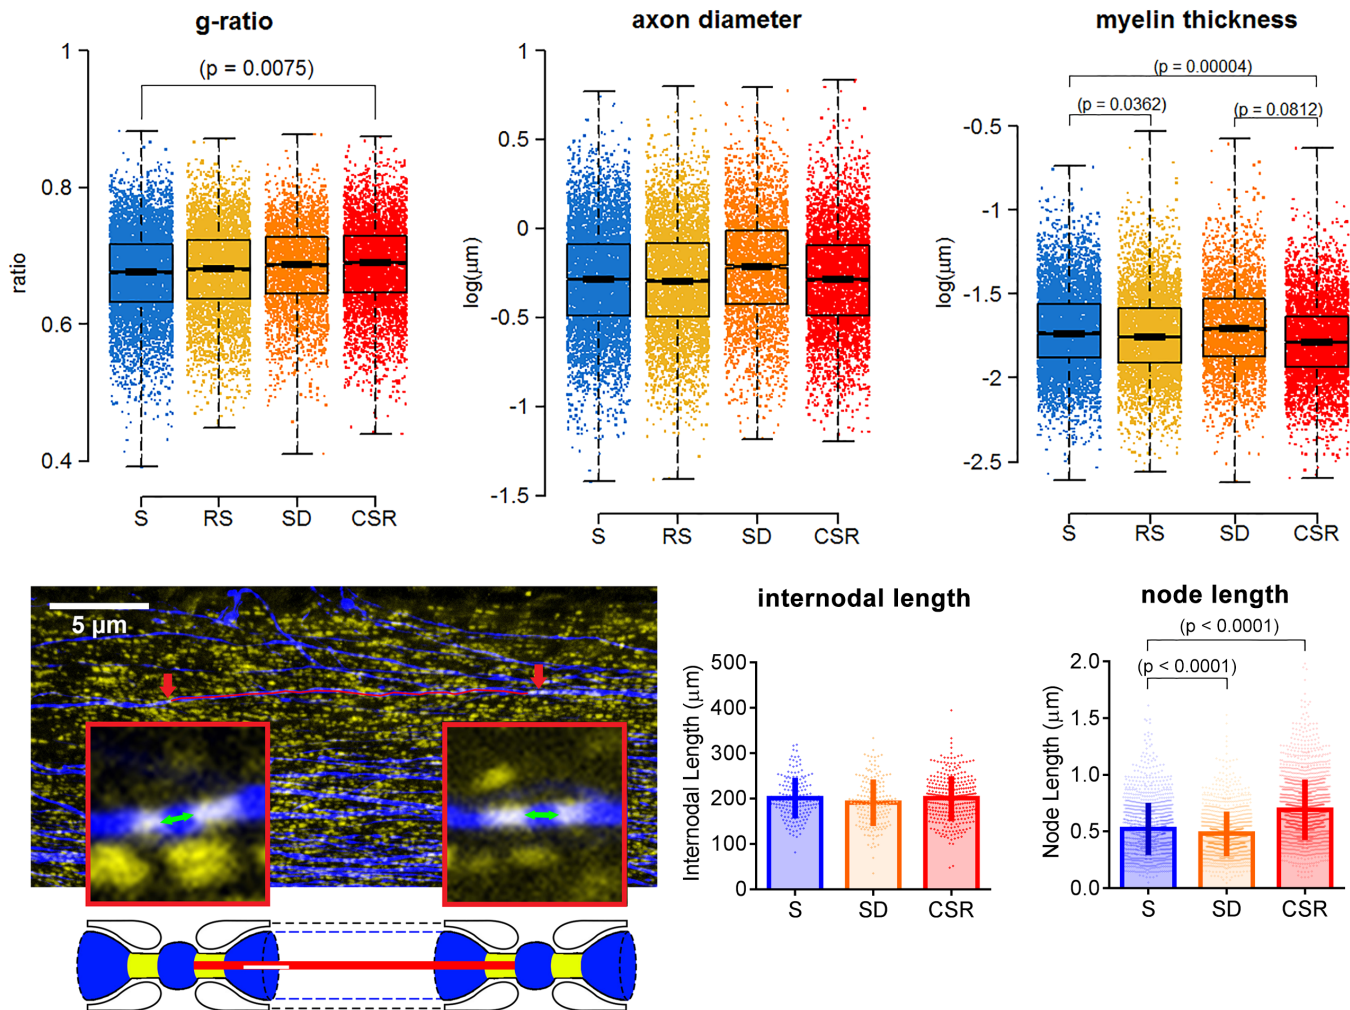 g-ratio
(p = 0.0075)
ratio
1
0.8
0.6
0.4
S RS SD CSR
axon diameter
log(µm)
1
0.5
0
-0.5
-1
-1.5
S RS SD CSR
myelin thickness
(p = 0.00004)
(p = 0.0362) (p = 0.0812)
log(µm)
-0.5
-1
-1.5
-2
-2.5
S RS SD CSR
5 µm
internodal length
Internodal Length (µm)
500
400
300
200
100
0
S SD CSR
node length
(p < 0.0001)
(p < 0.0001)
Node Length (µm)
2.0
1.5
1.0
0.5
0.0
S SD CSR